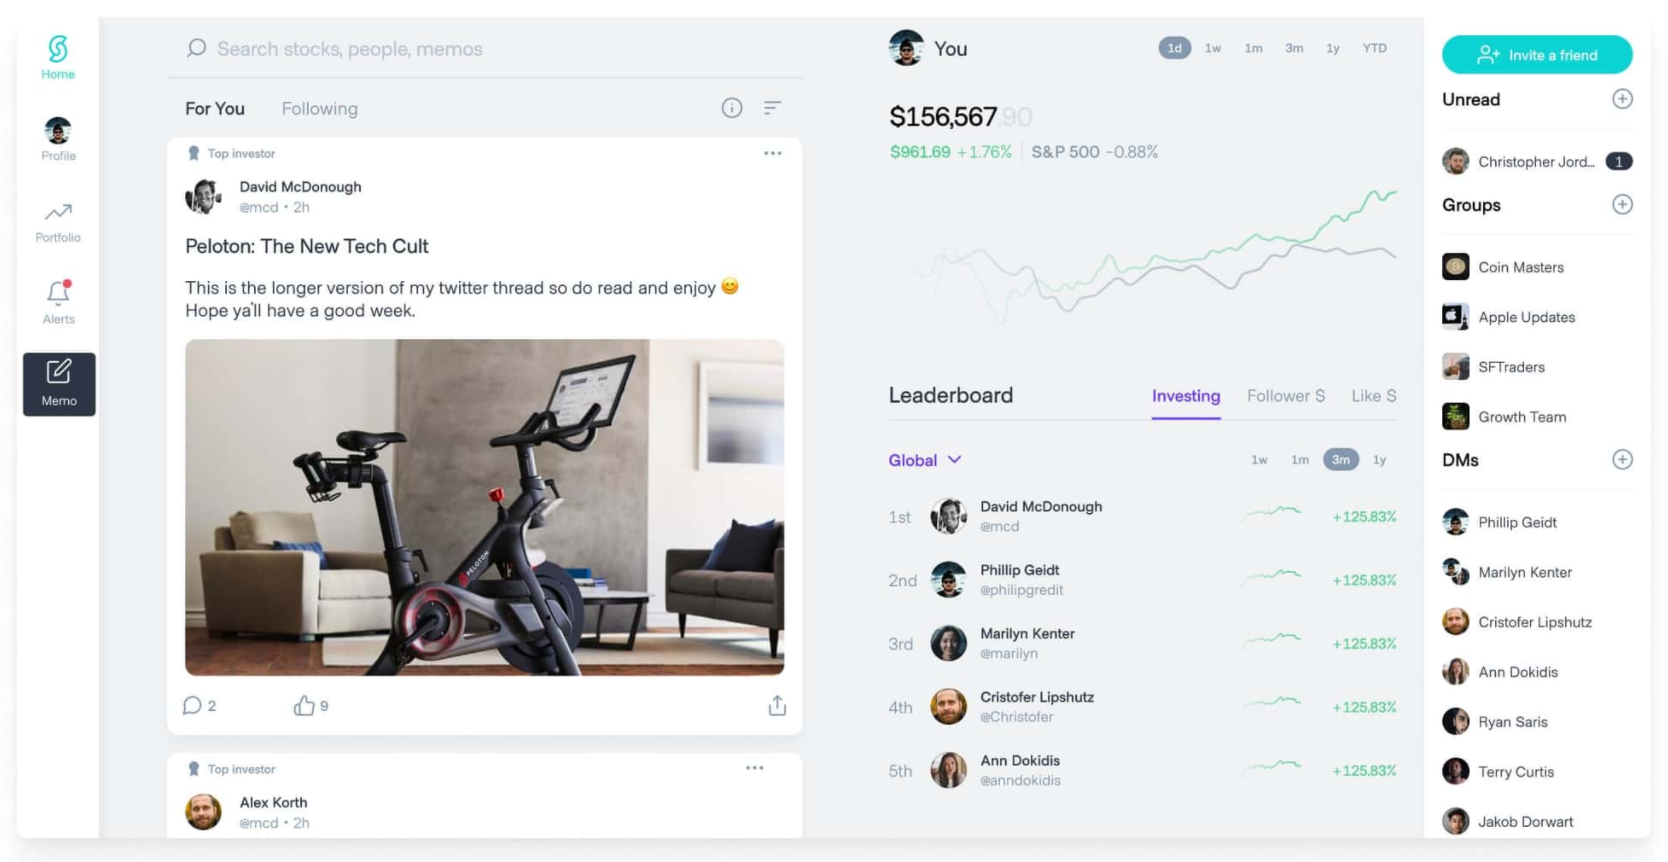 Home
Profile
Portfolio
Alerts
Memo
Search stocks, people, memos
For You Following
Top investor
David McDonough
@mcd • 2h
Peloton: The New Tech Cult
This is the longer version of my twitter thread so do read and enjoy 😊
Hope ya'll have a good week.
PELOTON
2 9
Top investor
Alex Korth
@mcd • 2h
You 1d 1w 1m 3m 1y YTD
$156,567.90
$961.69 +1.76% S&P 500 -0.88%
Leaderboard Investing Follower $ Like $
Global 1w 1m 3m 1y
1st David McDonough +125.83%
@mcd
2nd Phillip Geidt +125.83%
@philipgredit
3rd Marilyn Kenter +125.83%
@marilyn
4th Cristofer Lipshutz +125.83%
@Christofer
5th Ann Dokidis +125.83%
@anndokidis
Invite a friend
Unread
Christopher Jord... 1
Groups
Coin Masters
Apple Updates
SFTraders
Growth Team
DMs
Phillip Geidt
Marilyn Kenter
Cristofer Lipshutz
Ann Dokidis
Ryan Saris
Terry Curtis
Jakob Dorwart